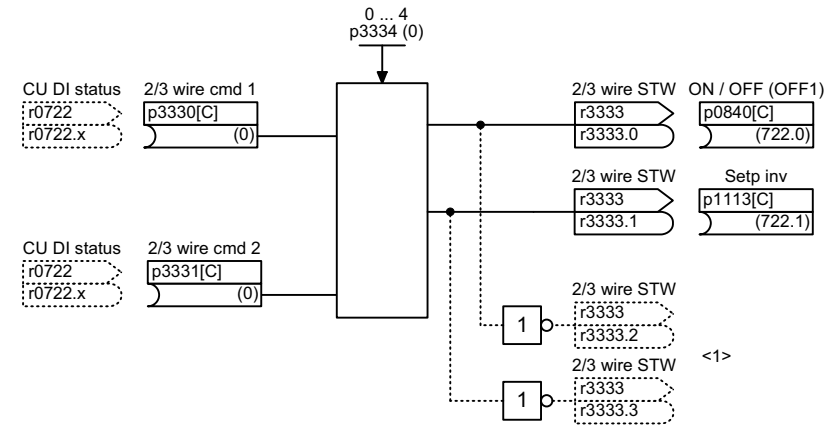 0 ... 4
p3334 (0)
CU DI status
2/3 wire cmd 1
2/3 wire STW
ON / OFF (OFF1)
r0722
p3330[C]
r3333
p0840[C]
r0722.x
(0)
r3333.0
(722.0)
2/3 wire STW
Setp inv
r3333
p1113[C]
r3333.1
(722.1)
CU DI status
2/3 wire cmd 2
r0722
p3331[C]
r0722.x
(0)
2/3 wire STW
1
r3333
r3333.2
<1>
2/3 wire STW
1
r3333
r3333.3